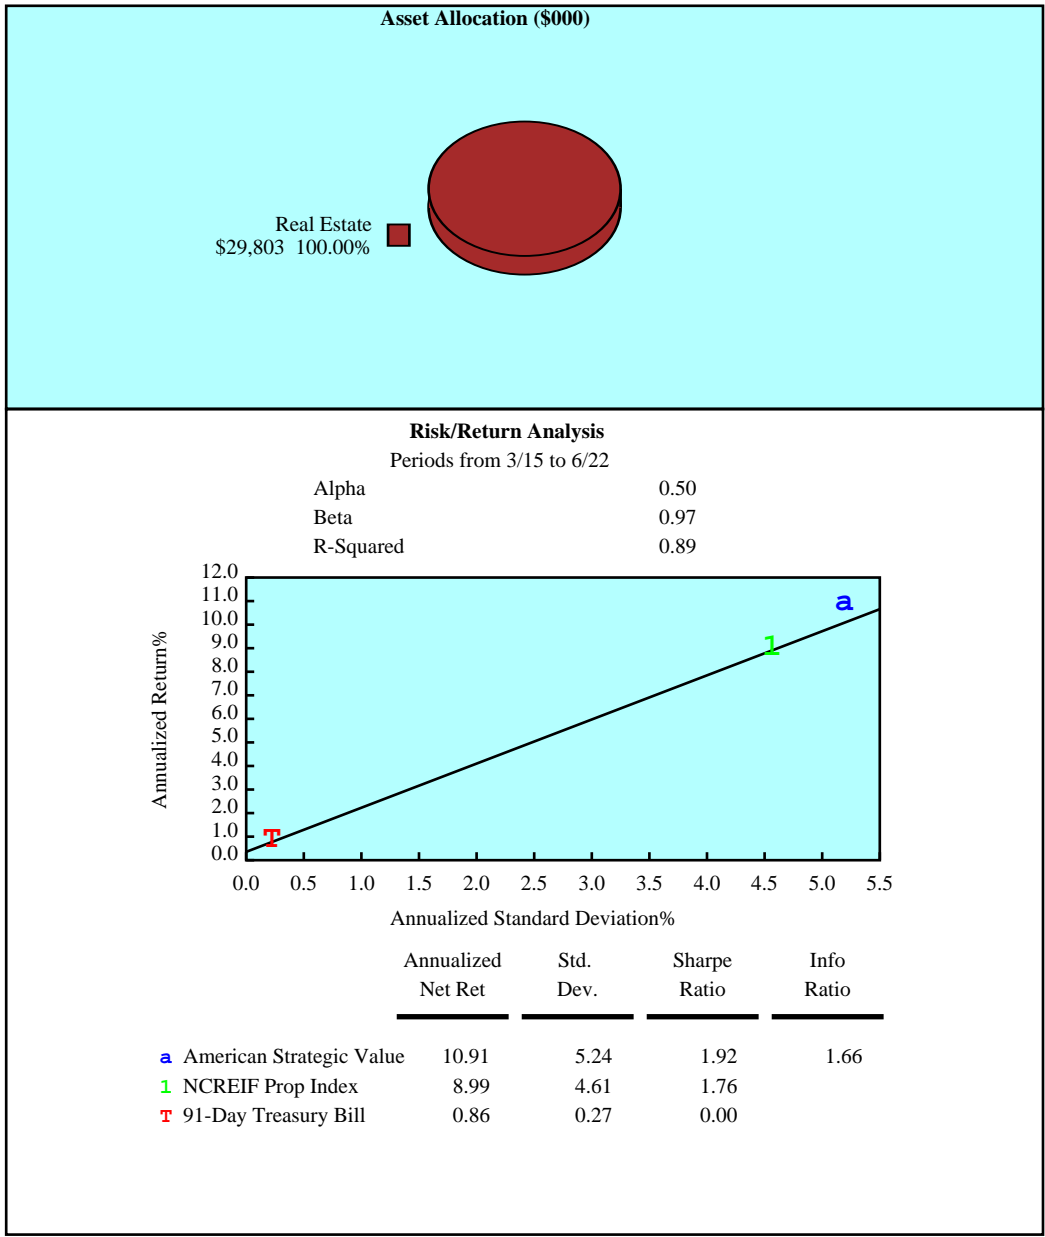 Asset Allocation ($000)
Real Estate
$29,803 100.00%
Risk/Return Analysis
Periods from 3/15 to 6/22
Alpha 0.50
Beta 0.97
R-Squared 0.89
12.0
11.0
10.0
9.0
8.0
7.0
6.0
5.0
4.0
3.0
2.0
1.0
0.0
Annualized Return%
a
1
T
0.0 0.5 1.0 1.5 2.0 2.5 3.0 3.5 4.0 4.5 5.0 5.5
Annualized Standard Deviation%
Annualized Std. Sharpe Info
Net Ret Dev. Ratio Ratio
a American Strategic Value 10.91 5.24 1.92 1.66
1 NCREIF Prop Index 8.99 4.61 1.76
T 91-Day Treasury Bill 0.86 0.27 0.00